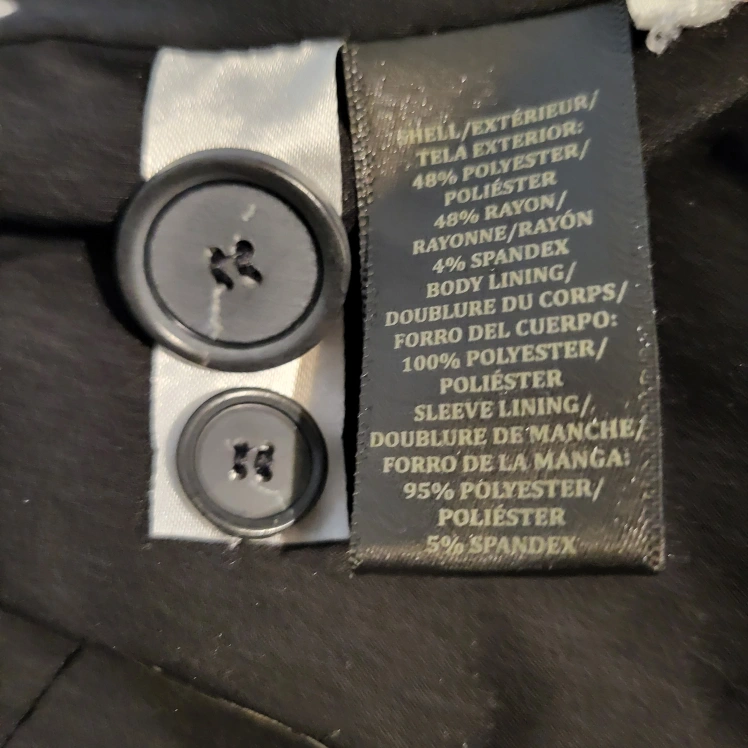 SHELL/EXTÉRIEUR/
TELA EXTERIOR:
48% POLYESTER/
POLIÉSTER
48% RAYON/
RAYONNE/RAYÓN
4% SPANDEX
BODY LINING/
DOUBLURE DU CORPS/
FORRO DEL CUERPO:
100% POLYESTER/
POLIÉSTER
SLEEVE LINING/
DOUBLURE DE MANCHE/
FORRO DE LA MANGA:
95% POLYESTER/
POLIÉSTER
5% SPANDEX